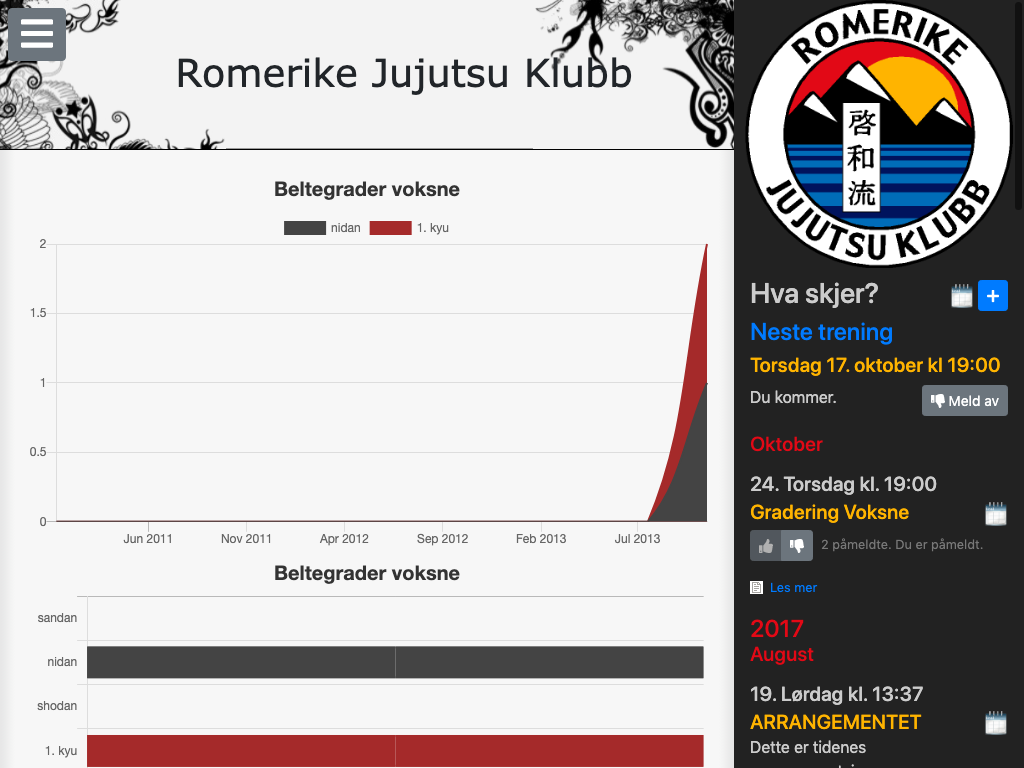 Romerike Jujutsu Klubb
Beltegrader voksne
nidan 1. kyu
2
1.5
1
0.5
0
Jun 2011 Nov 2011 Apr 2012 Sep 2012 Feb 2013 Jul 2013
Beltegrader voksne
sandan
nidan
shodan
1. kyu
ROMERIKE
啓和流
JUJUTSU KLUBB
Hva skjer?
Neste trening
Torsdag 17. oktober kl 19:00
Du kommer.
Meld av
Oktober
24. Torsdag kl. 19:00
Gradering Voksne
2 påmeldte. Du er påmeldt.
Les mer
2017
August
19. Lørdag kl. 13:37
ARRANGEMENTET
Dette er tidenes